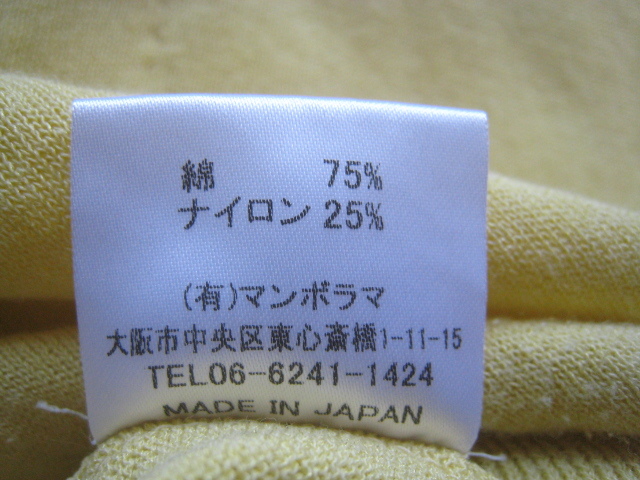 綿 75%
ナイロン 25%
(有)マンボラマ
大阪市中央区東心斎橋1-11-15
TEL06-6241-1424
MADE IN JAPAN